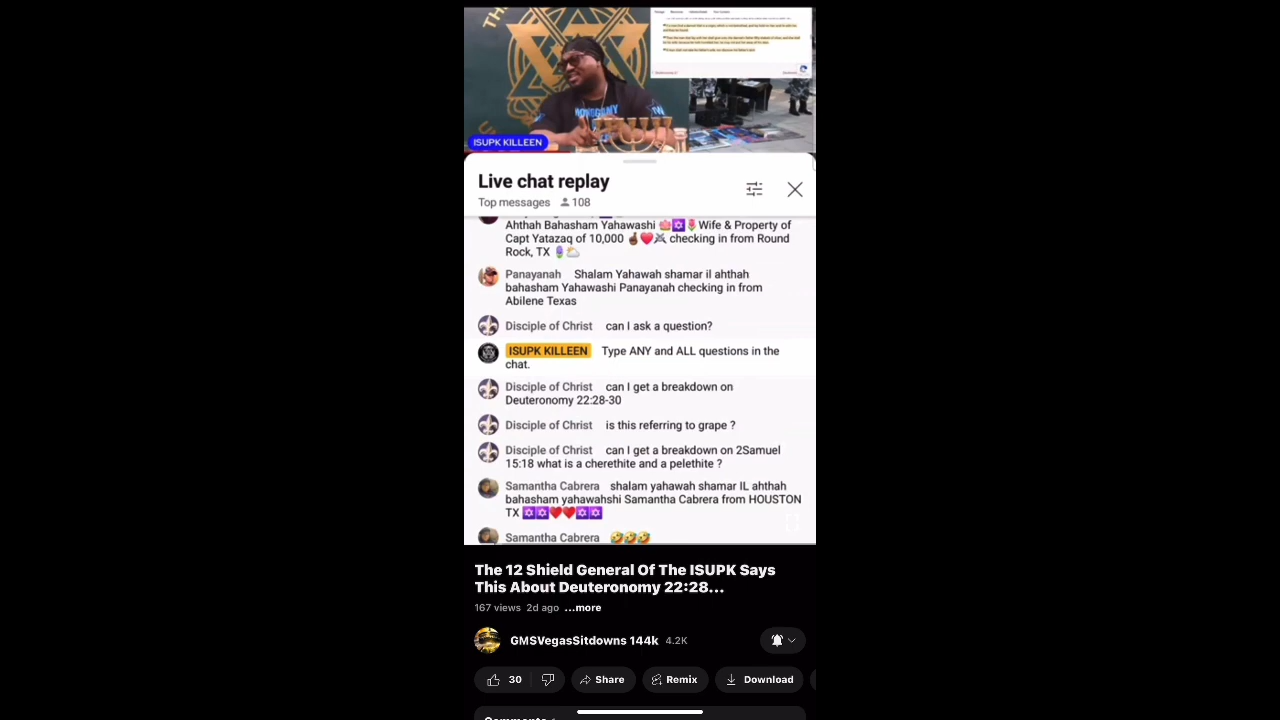 TH
ISUPK KILLEEN
Live chat replay
Top messages 108
Ahthah Bahasham Yahawashi 🪷🔯🌷Wife & Property of
Capt Yatazaq of 10,000 ☝🏿❤️⚔️ checking in from Round
Rock, TX 🪻🌥️
Panayanah Shalam Yahawah shamar il ahthah
bahasham Yahawashi Panayanah checking in from
Abilene Texas
Disciple of Christ can I ask a question?
ISUPK KILLEEN Type ANY and ALL questions in the
chat.
Disciple of Christ can I get a breakdown on
Deuteronomy 22:28-30
Disciple of Christ is this referring to grape ?
Disciple of Christ can I get a breakdown on 2Samuel
15:18 what is a cherethite and a pelethite ?
Samantha Cabrera shalam yahawah shamar IL ahthah
bahasham yahawahshi Samantha Cabrera from HOUSTON
TX 🔯🔯❤️❤️🔯🔯
Samantha Cabrera 🤣🤣🤣
The 12 Shield General Of The ISUPK Says
This About Deuteronomy 22:28...
167 views 2d ago ...more
GMSVegasSitdowns 144k 4.2K
30 Share Remix Download
Comments